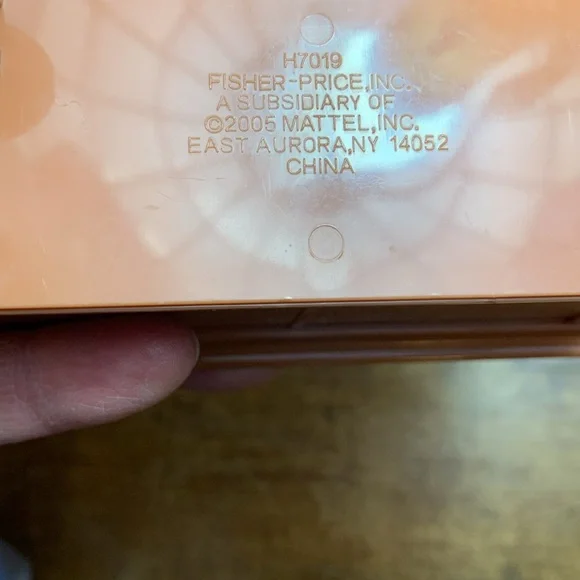 H7019
FISHER-PRICE, INC.
A SUBSIDIARY OF
©2005 MATTEL, INC.
EAST AURORA, NY 14052
CHINA